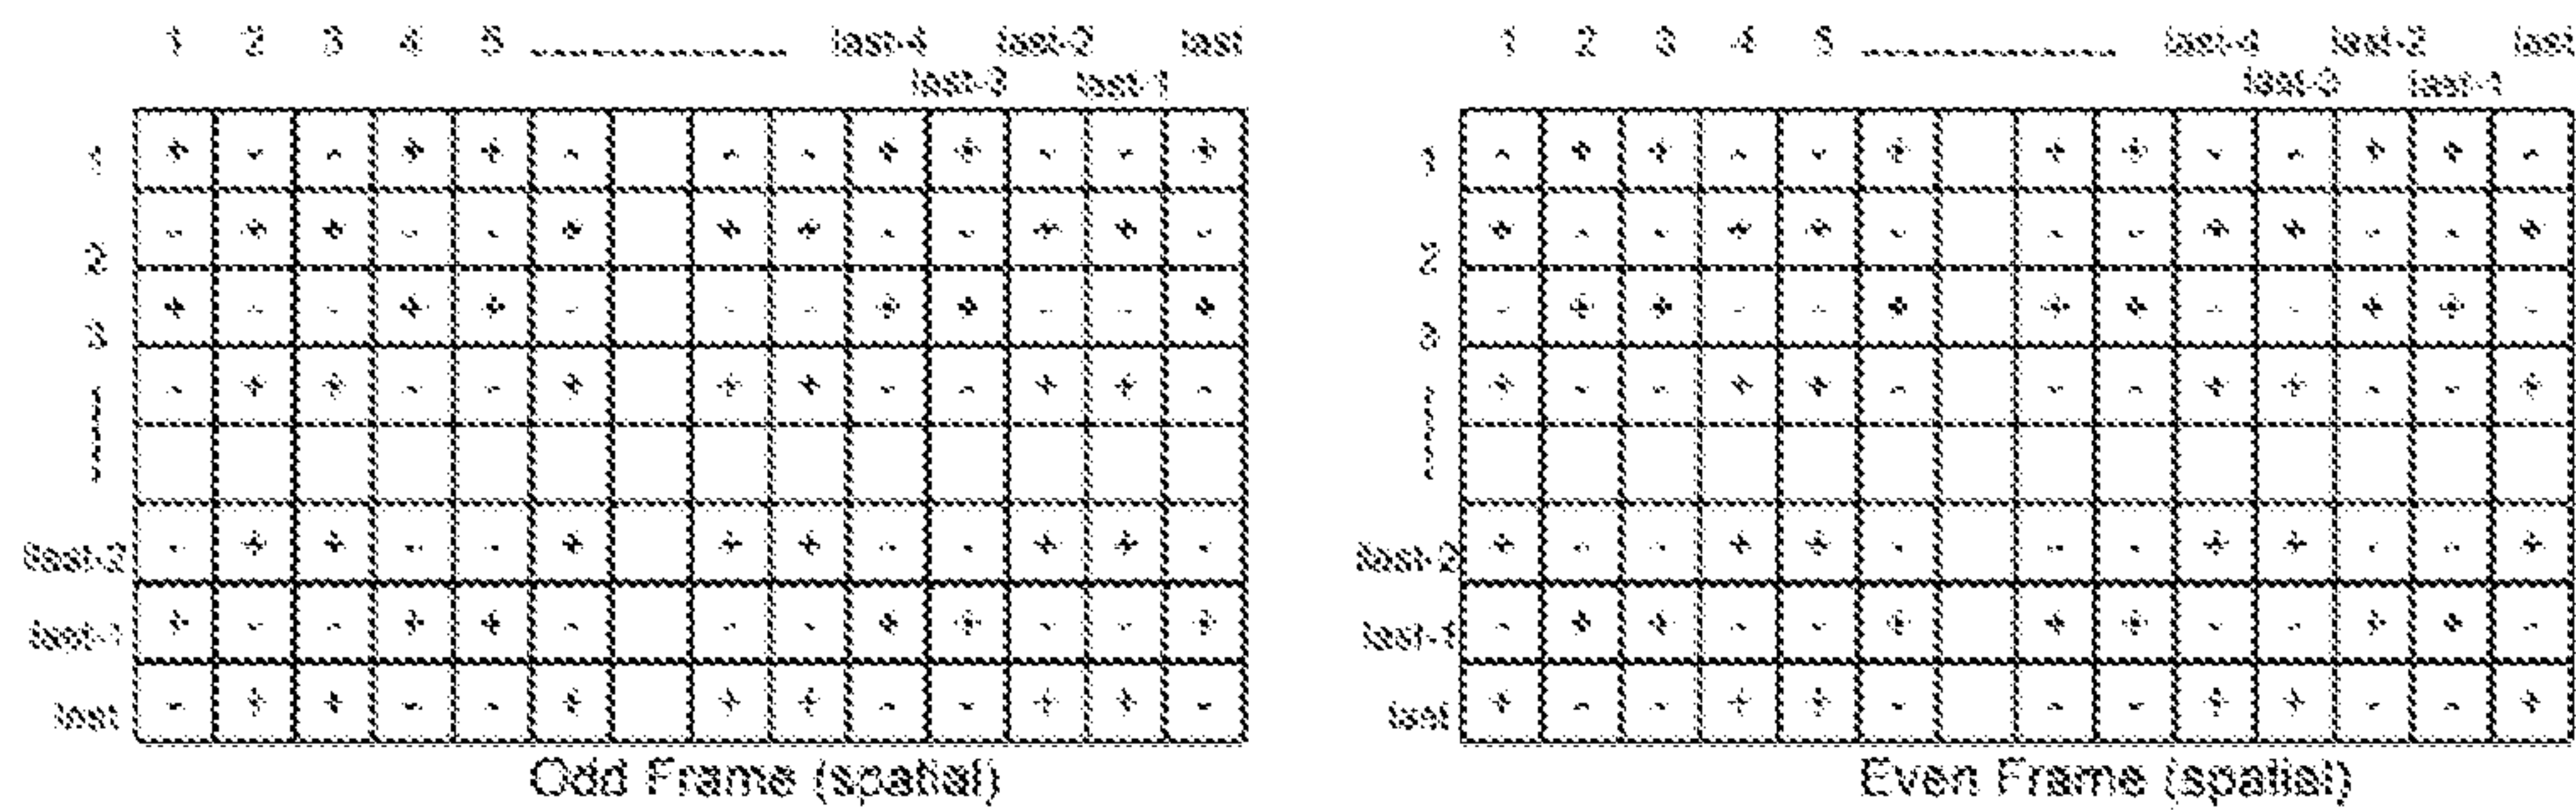 1 2 3 4 5 ................ last-4 last-2 last
last-3 last-1
1 + - - + + - - - + + - - +
2 - + + - - + + + - - + + -
3 + - - + + - - - + + - - +
- + + - - + + + - - + + -
last-2 - + + - - + + + - - + + -
last-1 + - - + + - - - + + - - +
last - + + - - + + + - - + + -
Odd Frame (spatial)
1 2 3 4 5 ................ last-4 last-2 last
last-3 last-1
1 - + + - - + + + - - + + -
2 + - - + + - - - + + - - +
3 - + + - - + + + - - + + -
+ - - + + - - - + + - - +
last-2 + - - + + - - - + + - - +
last-1 - + + - - + + + - - + + -
last + - - + + - - - + + - - +
Even Frame (spatial)